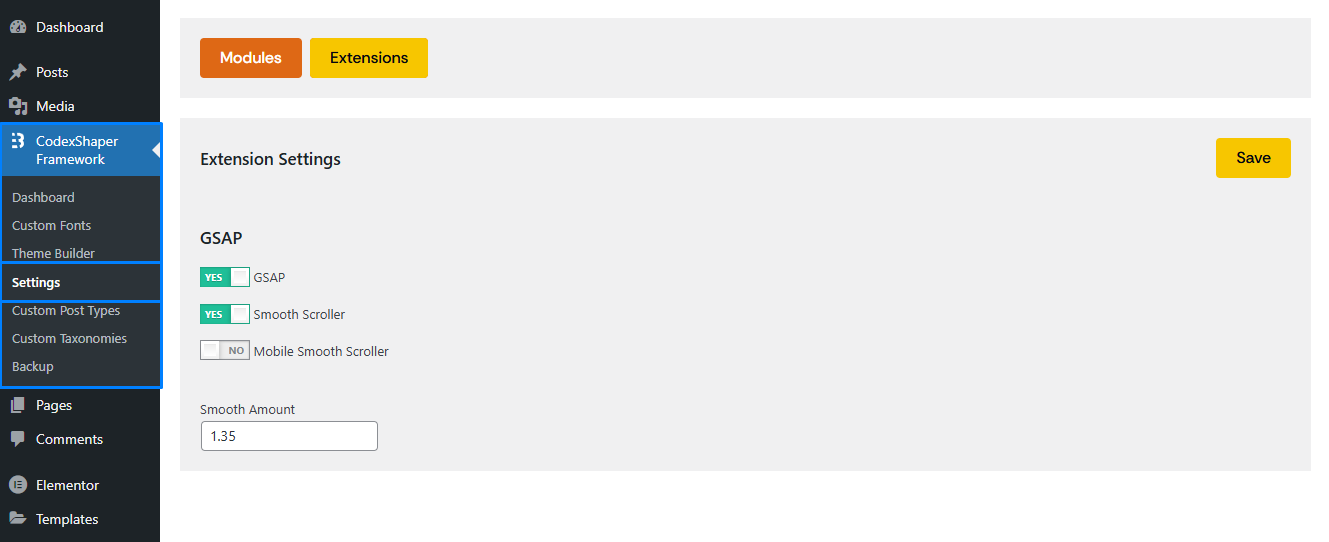 Dashboard
Posts
Media
CodexShaper
Framework
Dashboard
Custom Fonts
Theme Builder
Settings
Custom Post Types
Custom Taxonomies
Backup
Pages
Comments
Elementor
Templates
Modules
Extensions
Extension Settings
Save
GSAP
YES GSAP
YES Smooth Scroller
NO Mobile Smooth Scroller
Smooth Amount
1.35